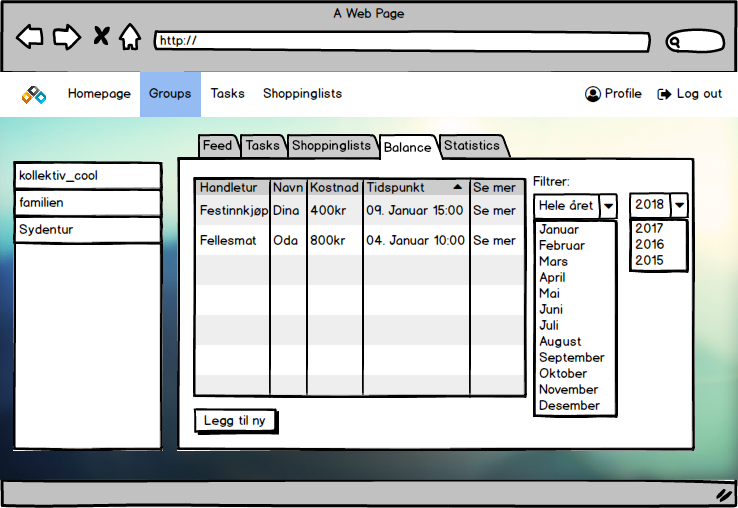 A Web Page
http://
Homepage Groups Tasks Shoppinglists Profile Log out
Feed Tasks Shoppinglists Balance Statistics
kollektiv_cool
familien
Sydentur
Handletur Navn Kostnad Tidspunkt Se mer
Festinnkjøp Dina 400kr 09. Januar 15:00 Se mer
Fellesmat Oda 800kr 04. Januar 10:00 Se mer
Legg til ny
Filtrer:
Hele året
Januar
Februar
Mars
April
Mai
Juni
Juli
August
September
Oktober
November
Desember
2018
2017
2016
2015